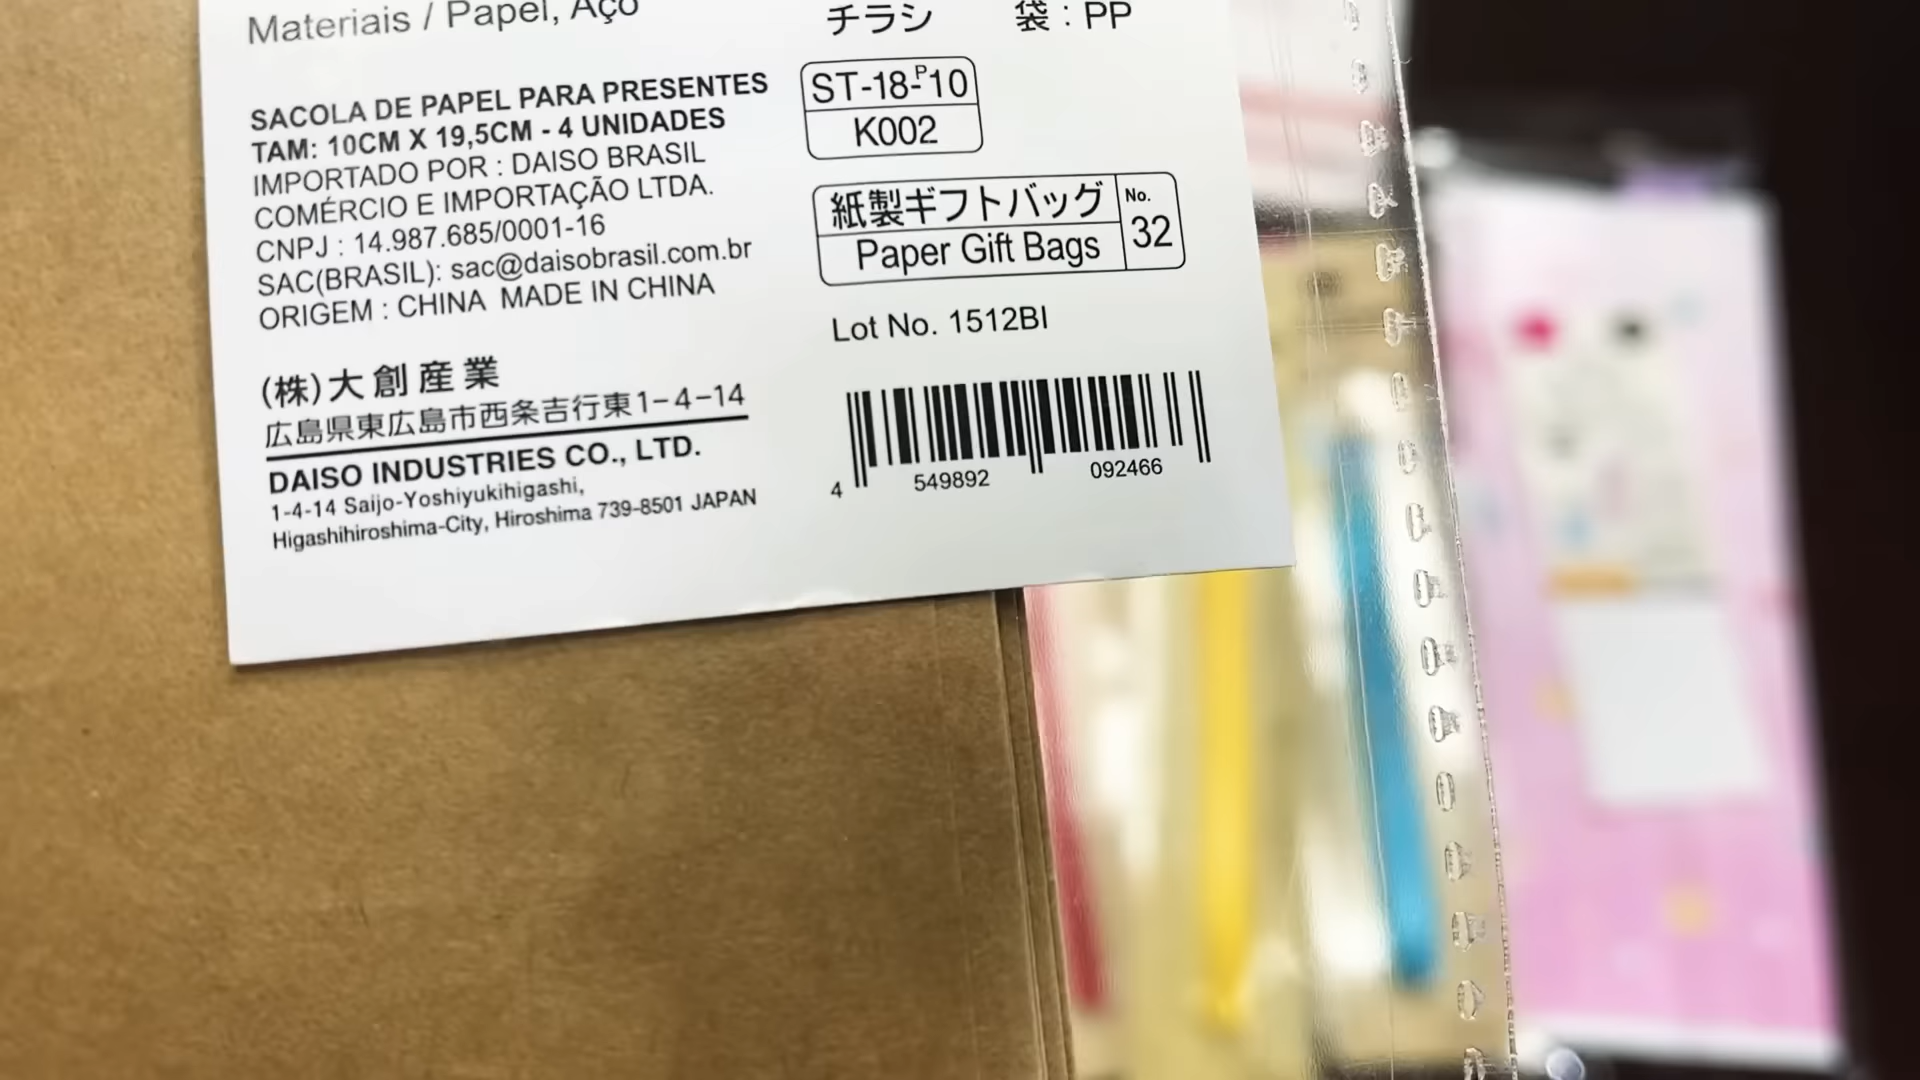 Materiais / Papel, Aço
SACOLA DE PAPEL PARA PRESENTES
TAM: 10CM X 19,5CM - 4 UNIDADES
IMPORTADO POR : DAISO BRASIL
COMÉRCIO E IMPORTAÇÃO LTDA.
CNPJ : 14.987.685/0001-16
SAC(BRASIL): sac@daisobrasil.com.br
ORIGEM : CHINA MADE IN CHINA
(株)大創産業
広島県東広島市西条吉行東1-4-14
DAISO INDUSTRIES CO., LTD.
1-4-14 Saijo-Yoshiyukihigashi,
Higashihiroshima-City, Hiroshima 739-8501 JAPAN
チラシ 袋:PP
ST-18-P10
K002
紙製ギフトバッグ
Paper Gift Bags
No.
32
Lot No. 1512BI
4 549892 092466